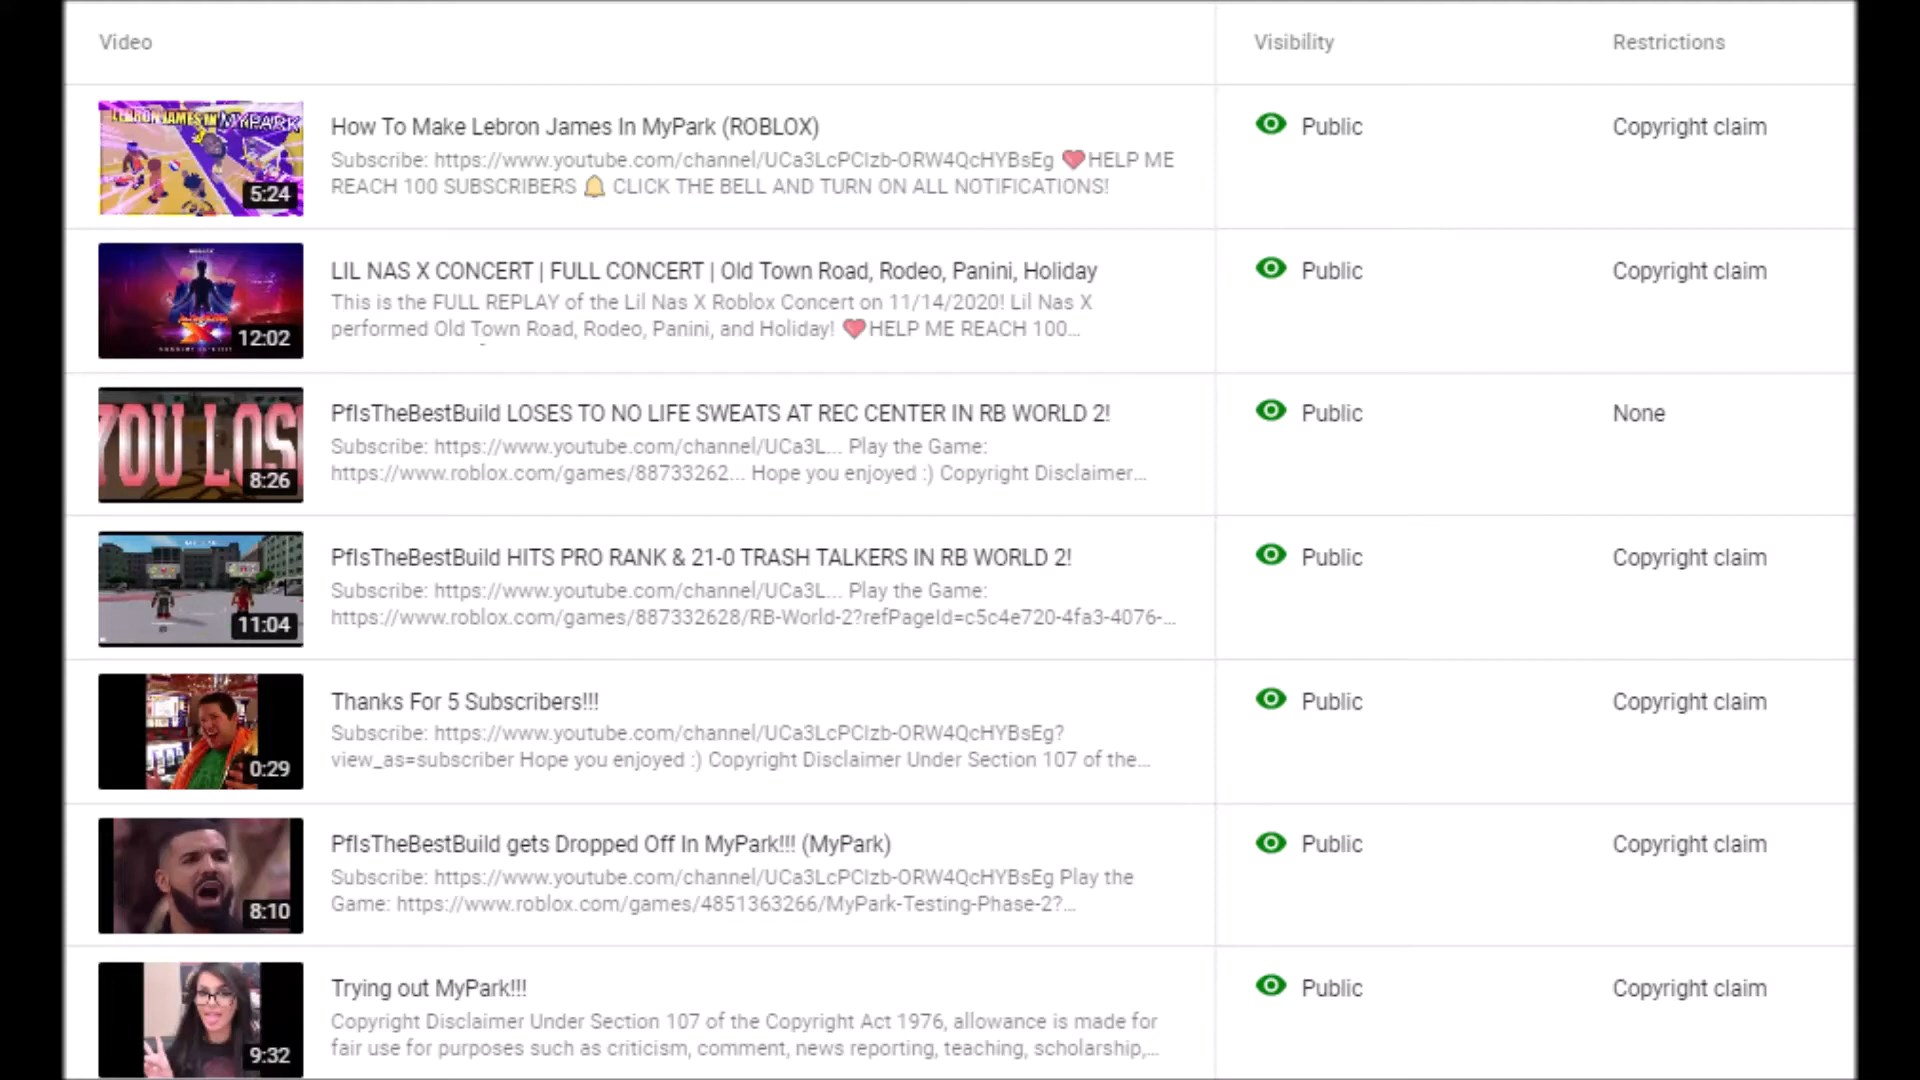 Video
Visibility
Restrictions
LEBRON JAMES IN MYPARK
5:24
How To Make Lebron James In MyPark (ROBLOX)
Subscribe: https://www.youtube.com/channel/UCa3LcPCIzb-ORW4QcHYBsEg ❤️HELP ME
REACH 100 SUBSCRIBERS 🔔 CLICK THE BELL AND TURN ON ALL NOTIFICATIONS!
Public
Copyright claim
12:02
LIL NAS X CONCERT | FULL CONCERT | Old Town Road, Rodeo, Panini, Holiday
This is the FULL REPLAY of the Lil Nas X Roblox Concert on 11/14/2020! Lil Nas X
performed Old Town Road, Rodeo, Panini, and Holiday! ❤️HELP ME REACH 100...
Public
Copyright claim
YOU LOS
8:26
PfIsTheBestBuild LOSES TO NO LIFE SWEATS AT REC CENTER IN RB WORLD 2!
Subscribe: https://www.youtube.com/channel/UCa3L... Play the Game:
https://www.roblox.com/games/88733262... Hope you enjoyed :) Copyright Disclaimer...
Public
None
11:04
PfIsTheBestBuild HITS PRO RANK & 21-0 TRASH TALKERS IN RB WORLD 2!
Subscribe: https://www.youtube.com/channel/UCa3L... Play the Game:
https://www.roblox.com/games/887332628/RB-World-2?refPageId=c5c4e720-4fa3-4076-...
Public
Copyright claim
0:29
Thanks For 5 Subscribers!!!
Subscribe: https://www.youtube.com/channel/UCa3LcPCIzb-ORW4QcHYBsEg?
view_as=subscriber Hope you enjoyed :) Copyright Disclaimer Under Section 107 of the...
Public
Copyright claim
8:10
PfIsTheBestBuild gets Dropped Off In MyPark!!! (MyPark)
Subscribe: https://www.youtube.com/channel/UCa3LcPCIzb-ORW4QcHYBsEg Play the
Game: https://www.roblox.com/games/4851363266/MyPark-Testing-Phase-2?...
Public
Copyright claim
9:32
Trying out MyPark!!!
Copyright Disclaimer Under Section 107 of the Copyright Act 1976, allowance is made for
fair use for purposes such as criticism, comment, news reporting, teaching, scholarship,...
Public
Copyright claim